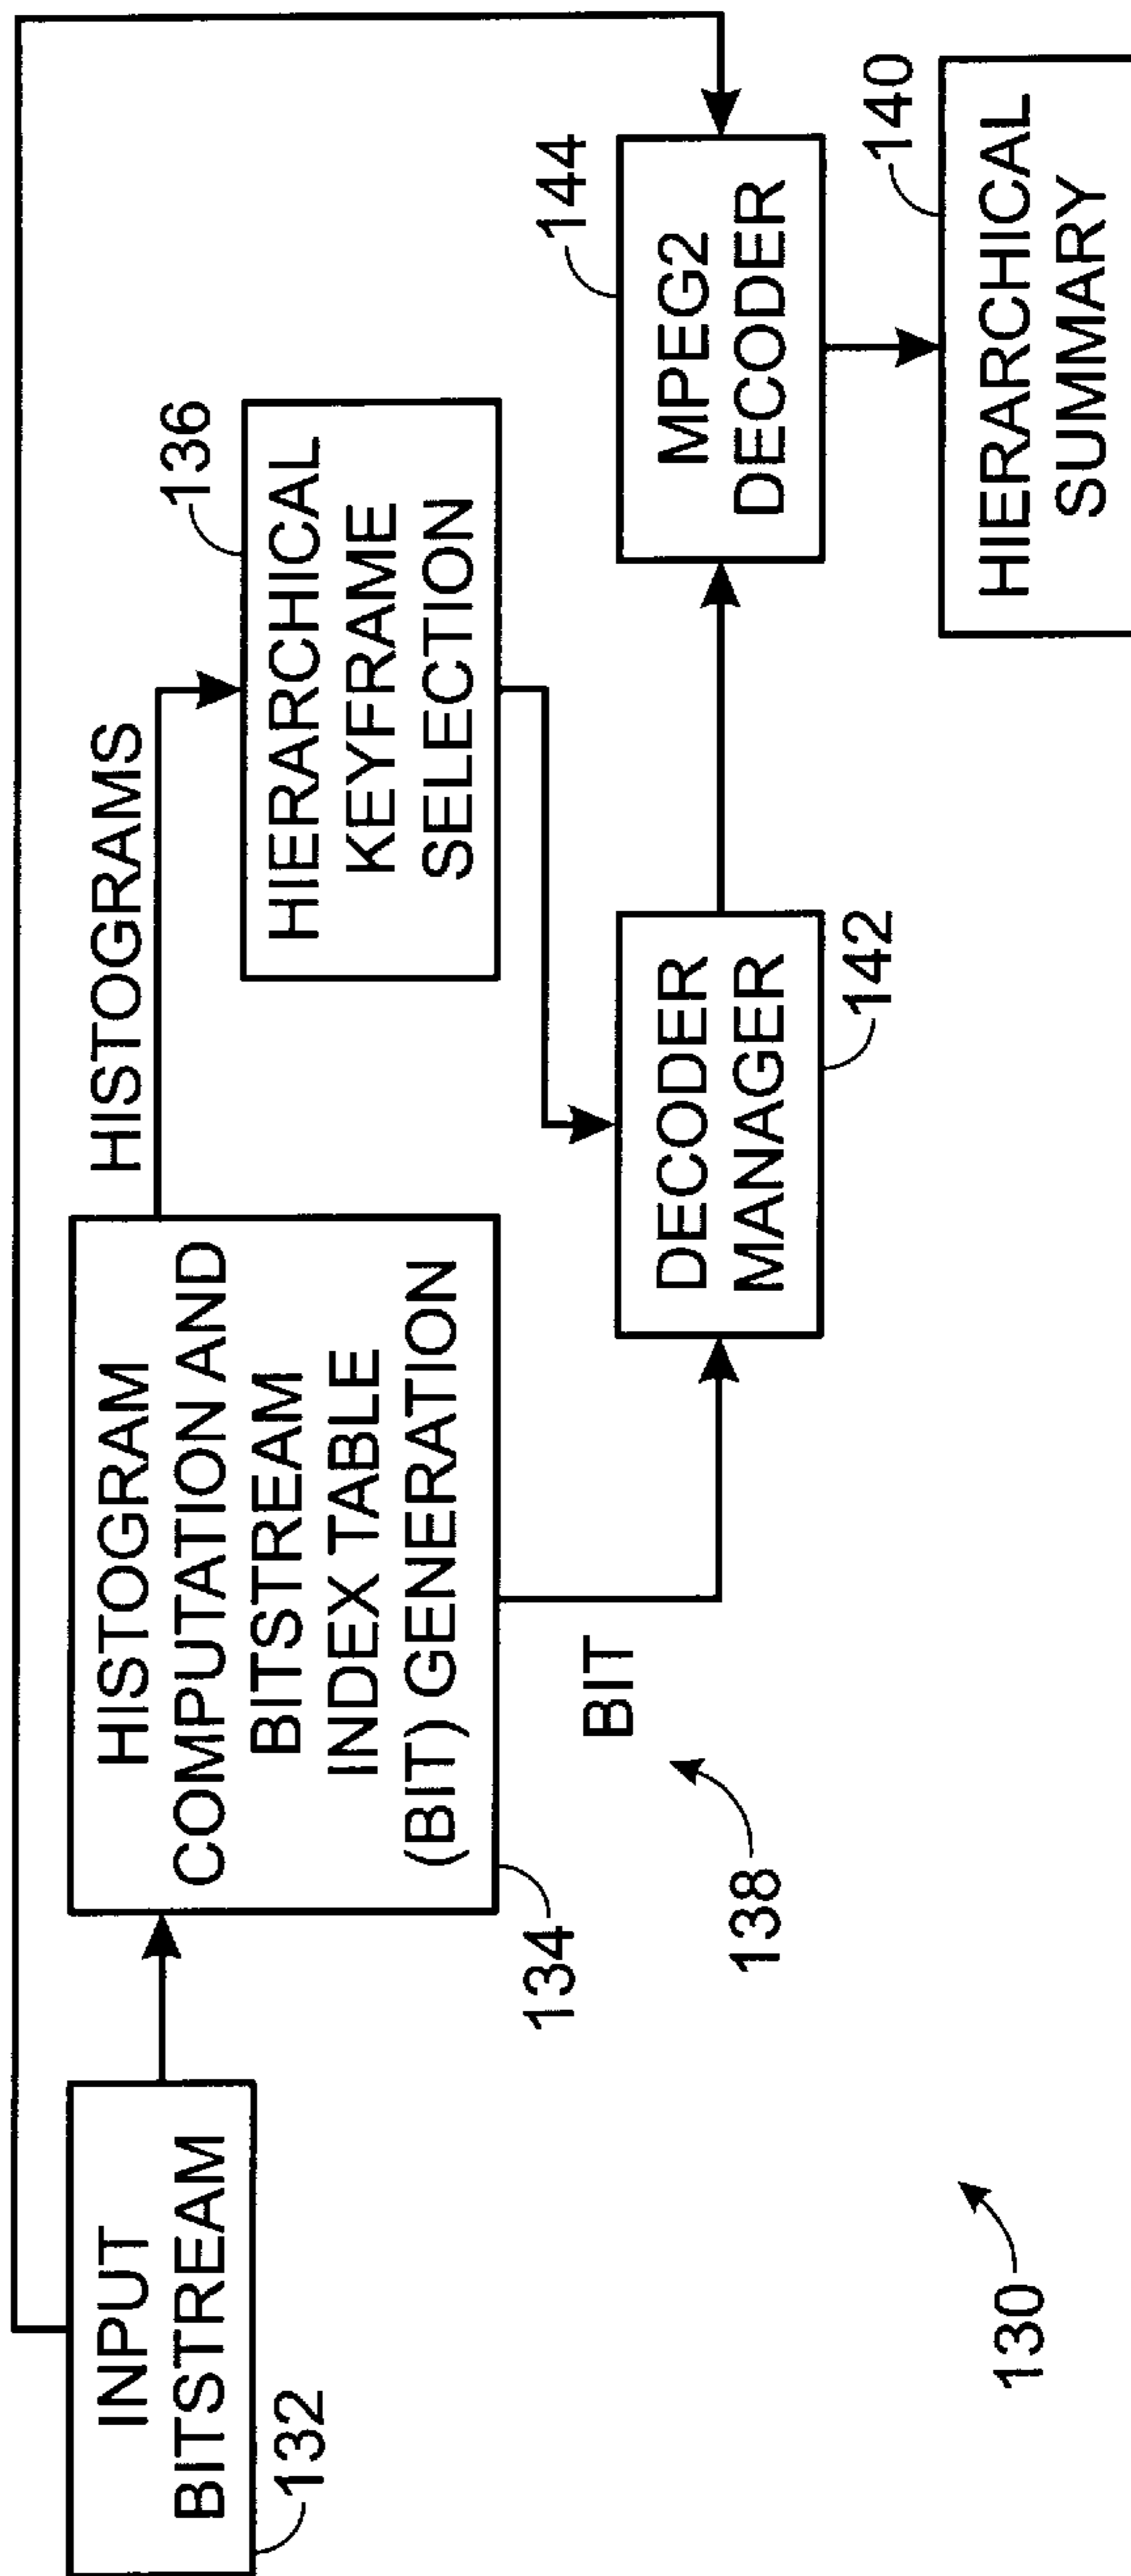 INPUT
BITSTREAM
132
HISTOGRAM
COMPUTATION AND
BITSTREAM
INDEX TABLE
(BIT) GENERATION
134
HISTOGRAMS
HIERARCHICAL
KEYFRAME
SELECTION
136
BIT
138
DECODER
MANAGER
142
MPEG2
DECODER
144
HIERARCHICAL
SUMMARY
140
130